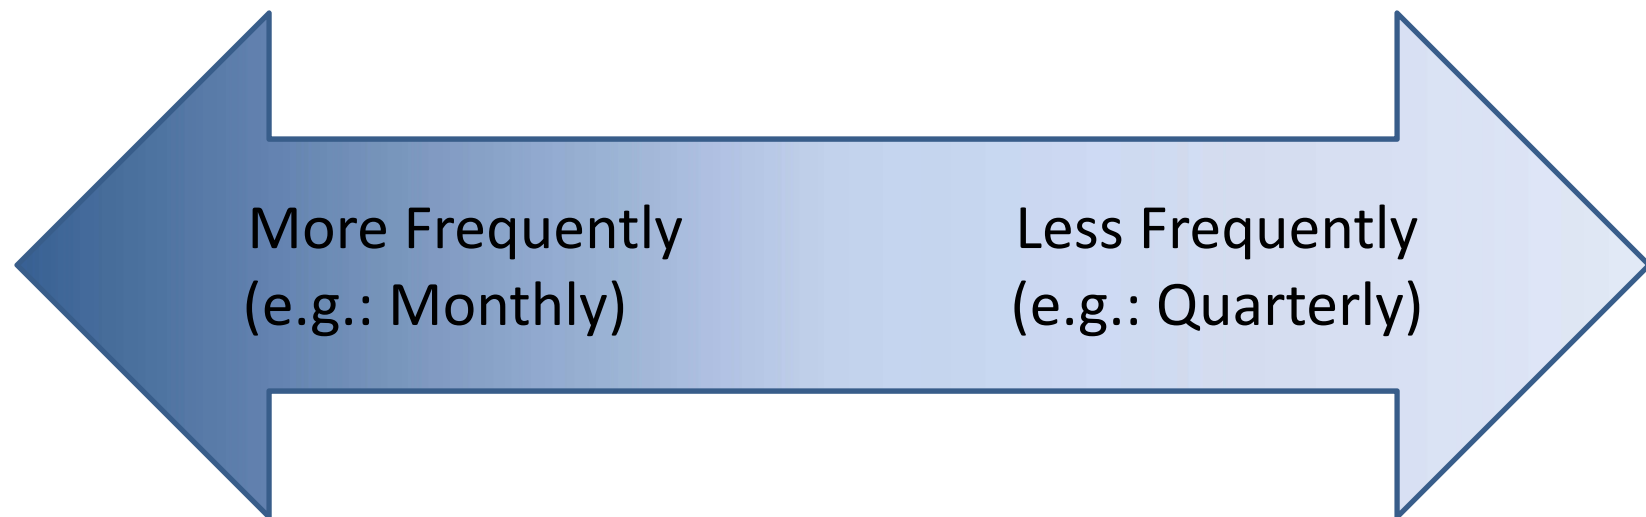 More Frequently
(e.g.: Monthly)
Less Frequently
(e.g.: Quarterly)